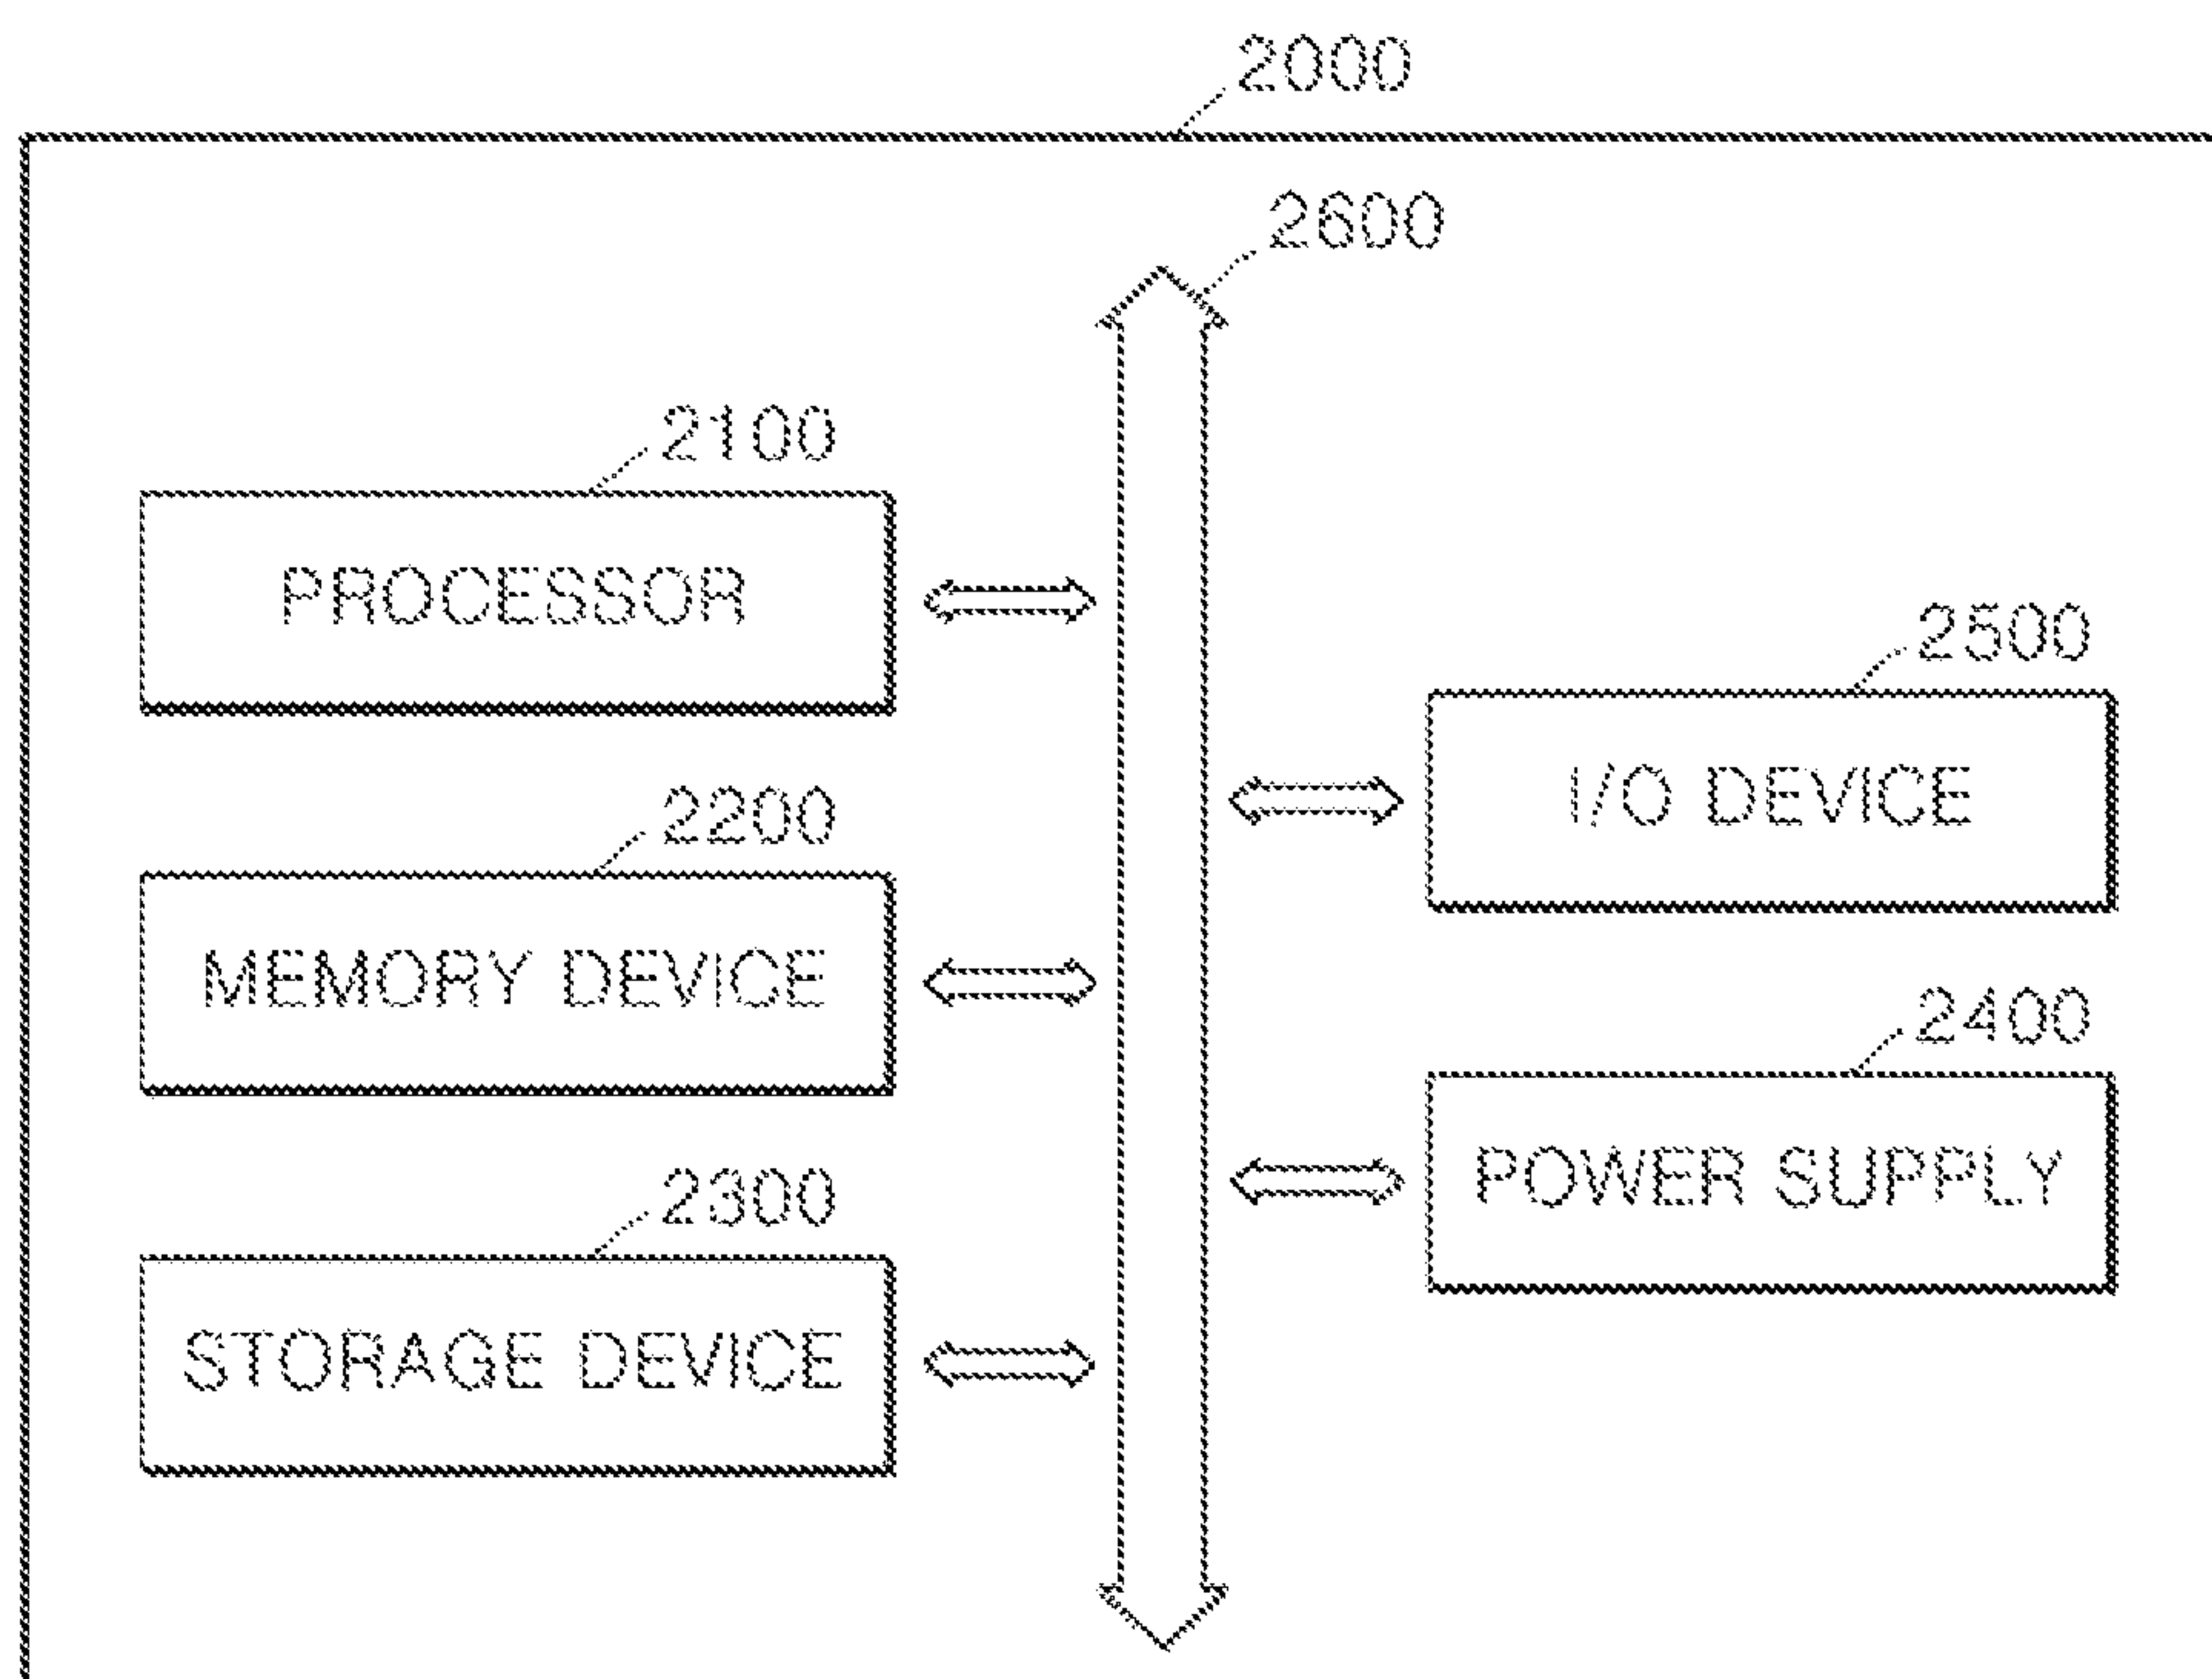 2000
2600
2100
PROCESSOR
2500
I/O DEVICE
2200
MEMORY DEVICE
2400
POWER SUPPLY
2300
STORAGE DEVICE